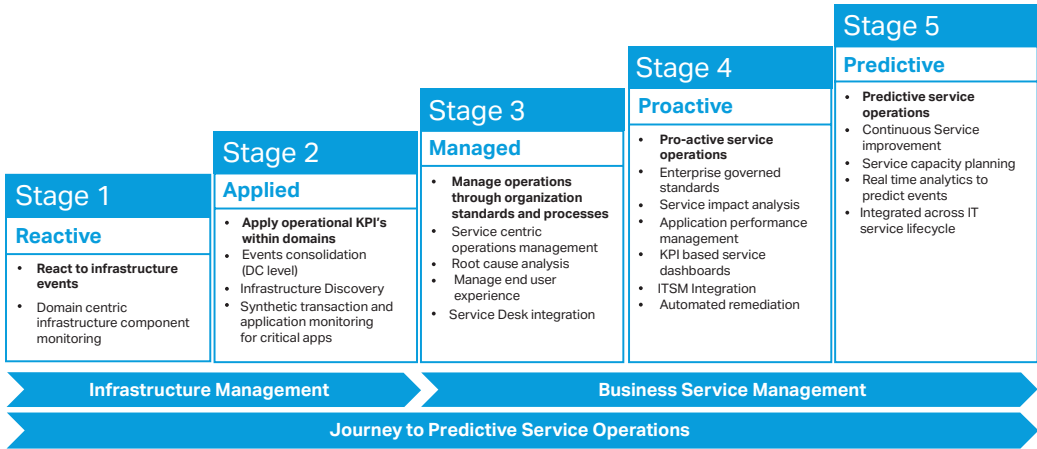 Stage 1
Reactive
• React to infrastructure
events
• Domain centric
infrastructure component
monitoring
Stage 2
Applied
• Apply operational KPI's
within domains
• Events consolidation
(DC level)
• Infrastructure Discovery
• Synthetic transaction and
application monitoring
for critical apps
Stage 3
Managed
• Manage operations
through organization
standards and processes
• Service centric
operations management
• Root cause analysis
• Manage end user
experience
• Service Desk integration
Stage 4
Proactive
• Pro-active service
operations
• Enterprise governed
standards
• Service impact analysis
• Application performance
management
• KPI based service
dashboards
• ITSM Integration
• Automated remediation
Stage 5
Predictive
• Predictive service
operations
• Continuous Service
improvement
• Service capacity planning
• Real time analytics to
predict events
• Integrated across IT
service lifecycle
Infrastructure Management
Business Service Management
Journey to Predictive Service Operations